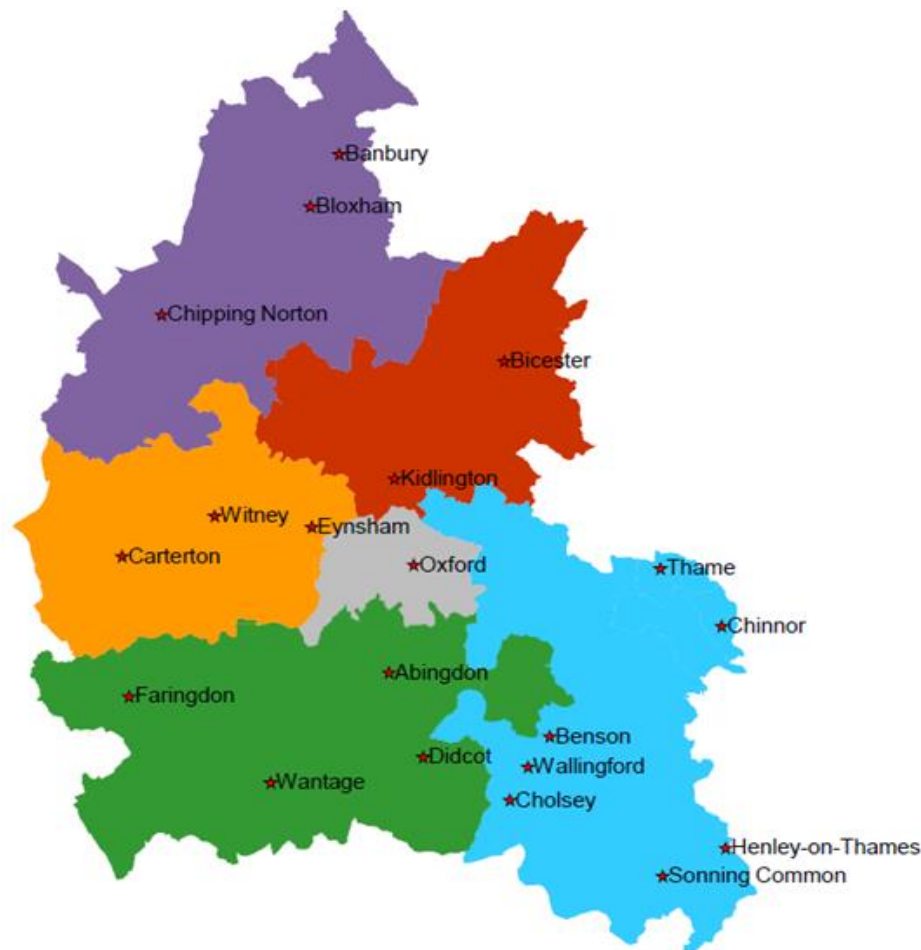 Banbury
Bloxham
Chipping Norton
Bicester
Kidlington
Witney
Eynsham
Carterton
Oxford
Thame
Chinnor
Abingdon
Faringdon
Benson
Didcot
Wallingford
Wantage
Cholsey
Henley-on-Thames
Sonning Common